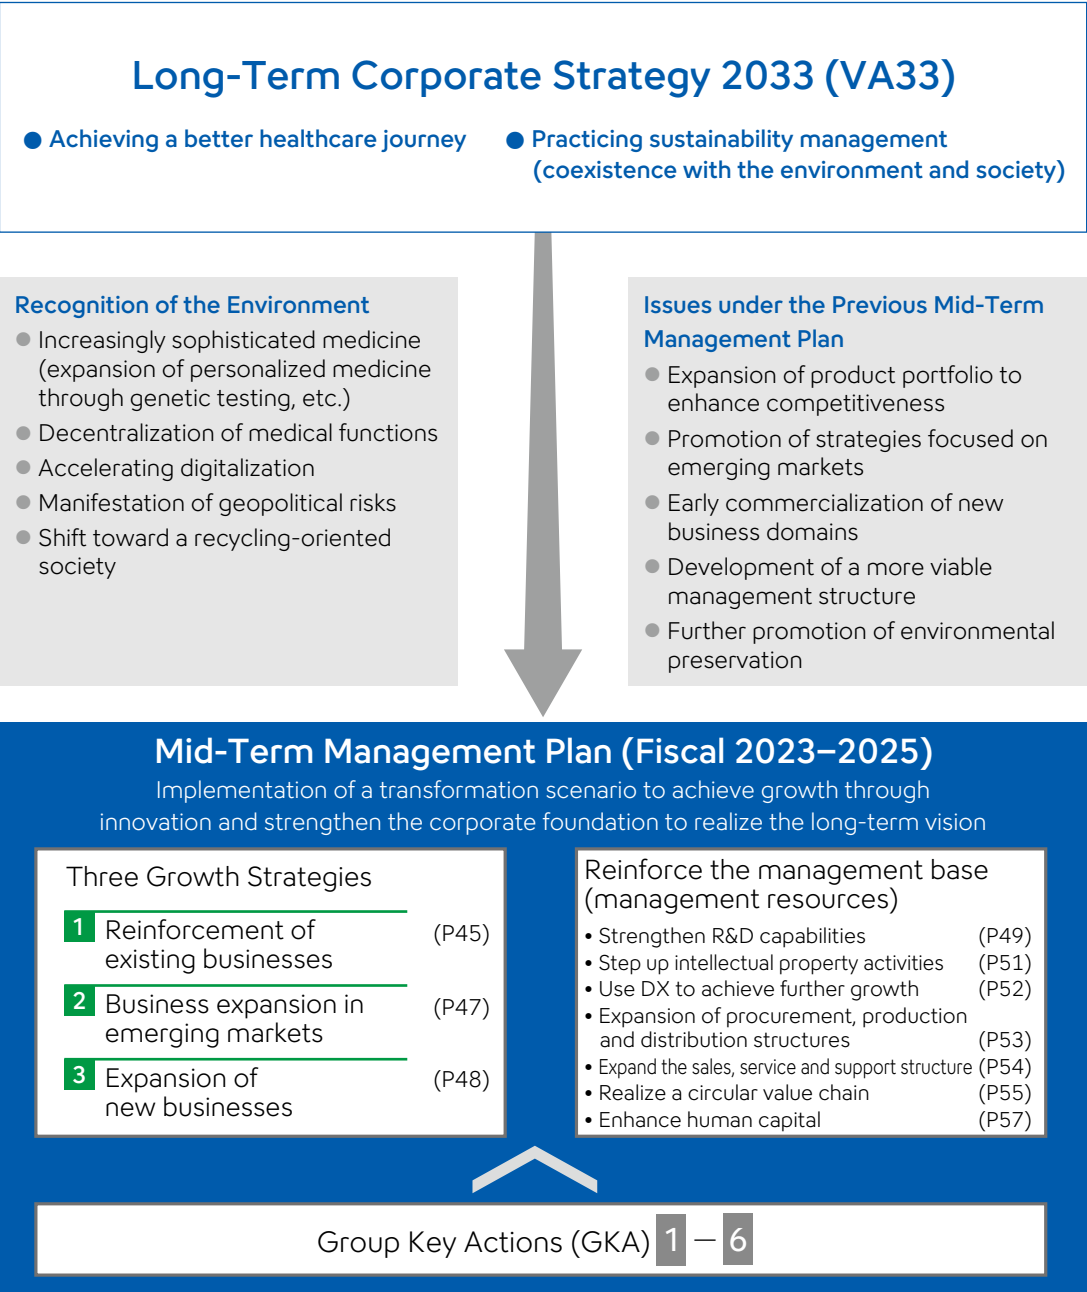 Long-Term Corporate Strategy 2033 (VA33)
● Achieving a better healthcare journey
● Practicing sustainability management
(coexistence with the environment and society)
Recognition of the Environment
● Increasingly sophisticated medicine
(expansion of personalized medicine
through genetic testing, etc.)
● Decentralization of medical functions
● Accelerating digitalization
● Manifestation of geopolitical risks
● Shift toward a recycling-oriented
society
Issues under the Previous Mid-Term
Management Plan
● Expansion of product portfolio to
enhance competitiveness
● Promotion of strategies focused on
emerging markets
● Early commercialization of new
business domains
● Development of a more viable
management structure
● Further promotion of environmental
preservation
Mid-Term Management Plan (Fiscal 2023–2025)
Implementation of a transformation scenario to achieve growth through
innovation and strengthen the corporate foundation to realize the long-term vision
Three Growth Strategies
1 Reinforcement of
existing businesses (P45)
2 Business expansion in
emerging markets (P47)
3 Expansion of
new businesses (P48)
Reinforce the management base
(management resources)
• Strengthen R&D capabilities (P49)
• Step up intellectual property activities (P51)
• Use DX to achieve further growth (P52)
• Expansion of procurement, production
and distribution structures (P53)
• Expand the sales, service and support structure (P54)
• Realize a circular value chain (P55)
• Enhance human capital (P57)
Group Key Actions (GKA) 1 — 6